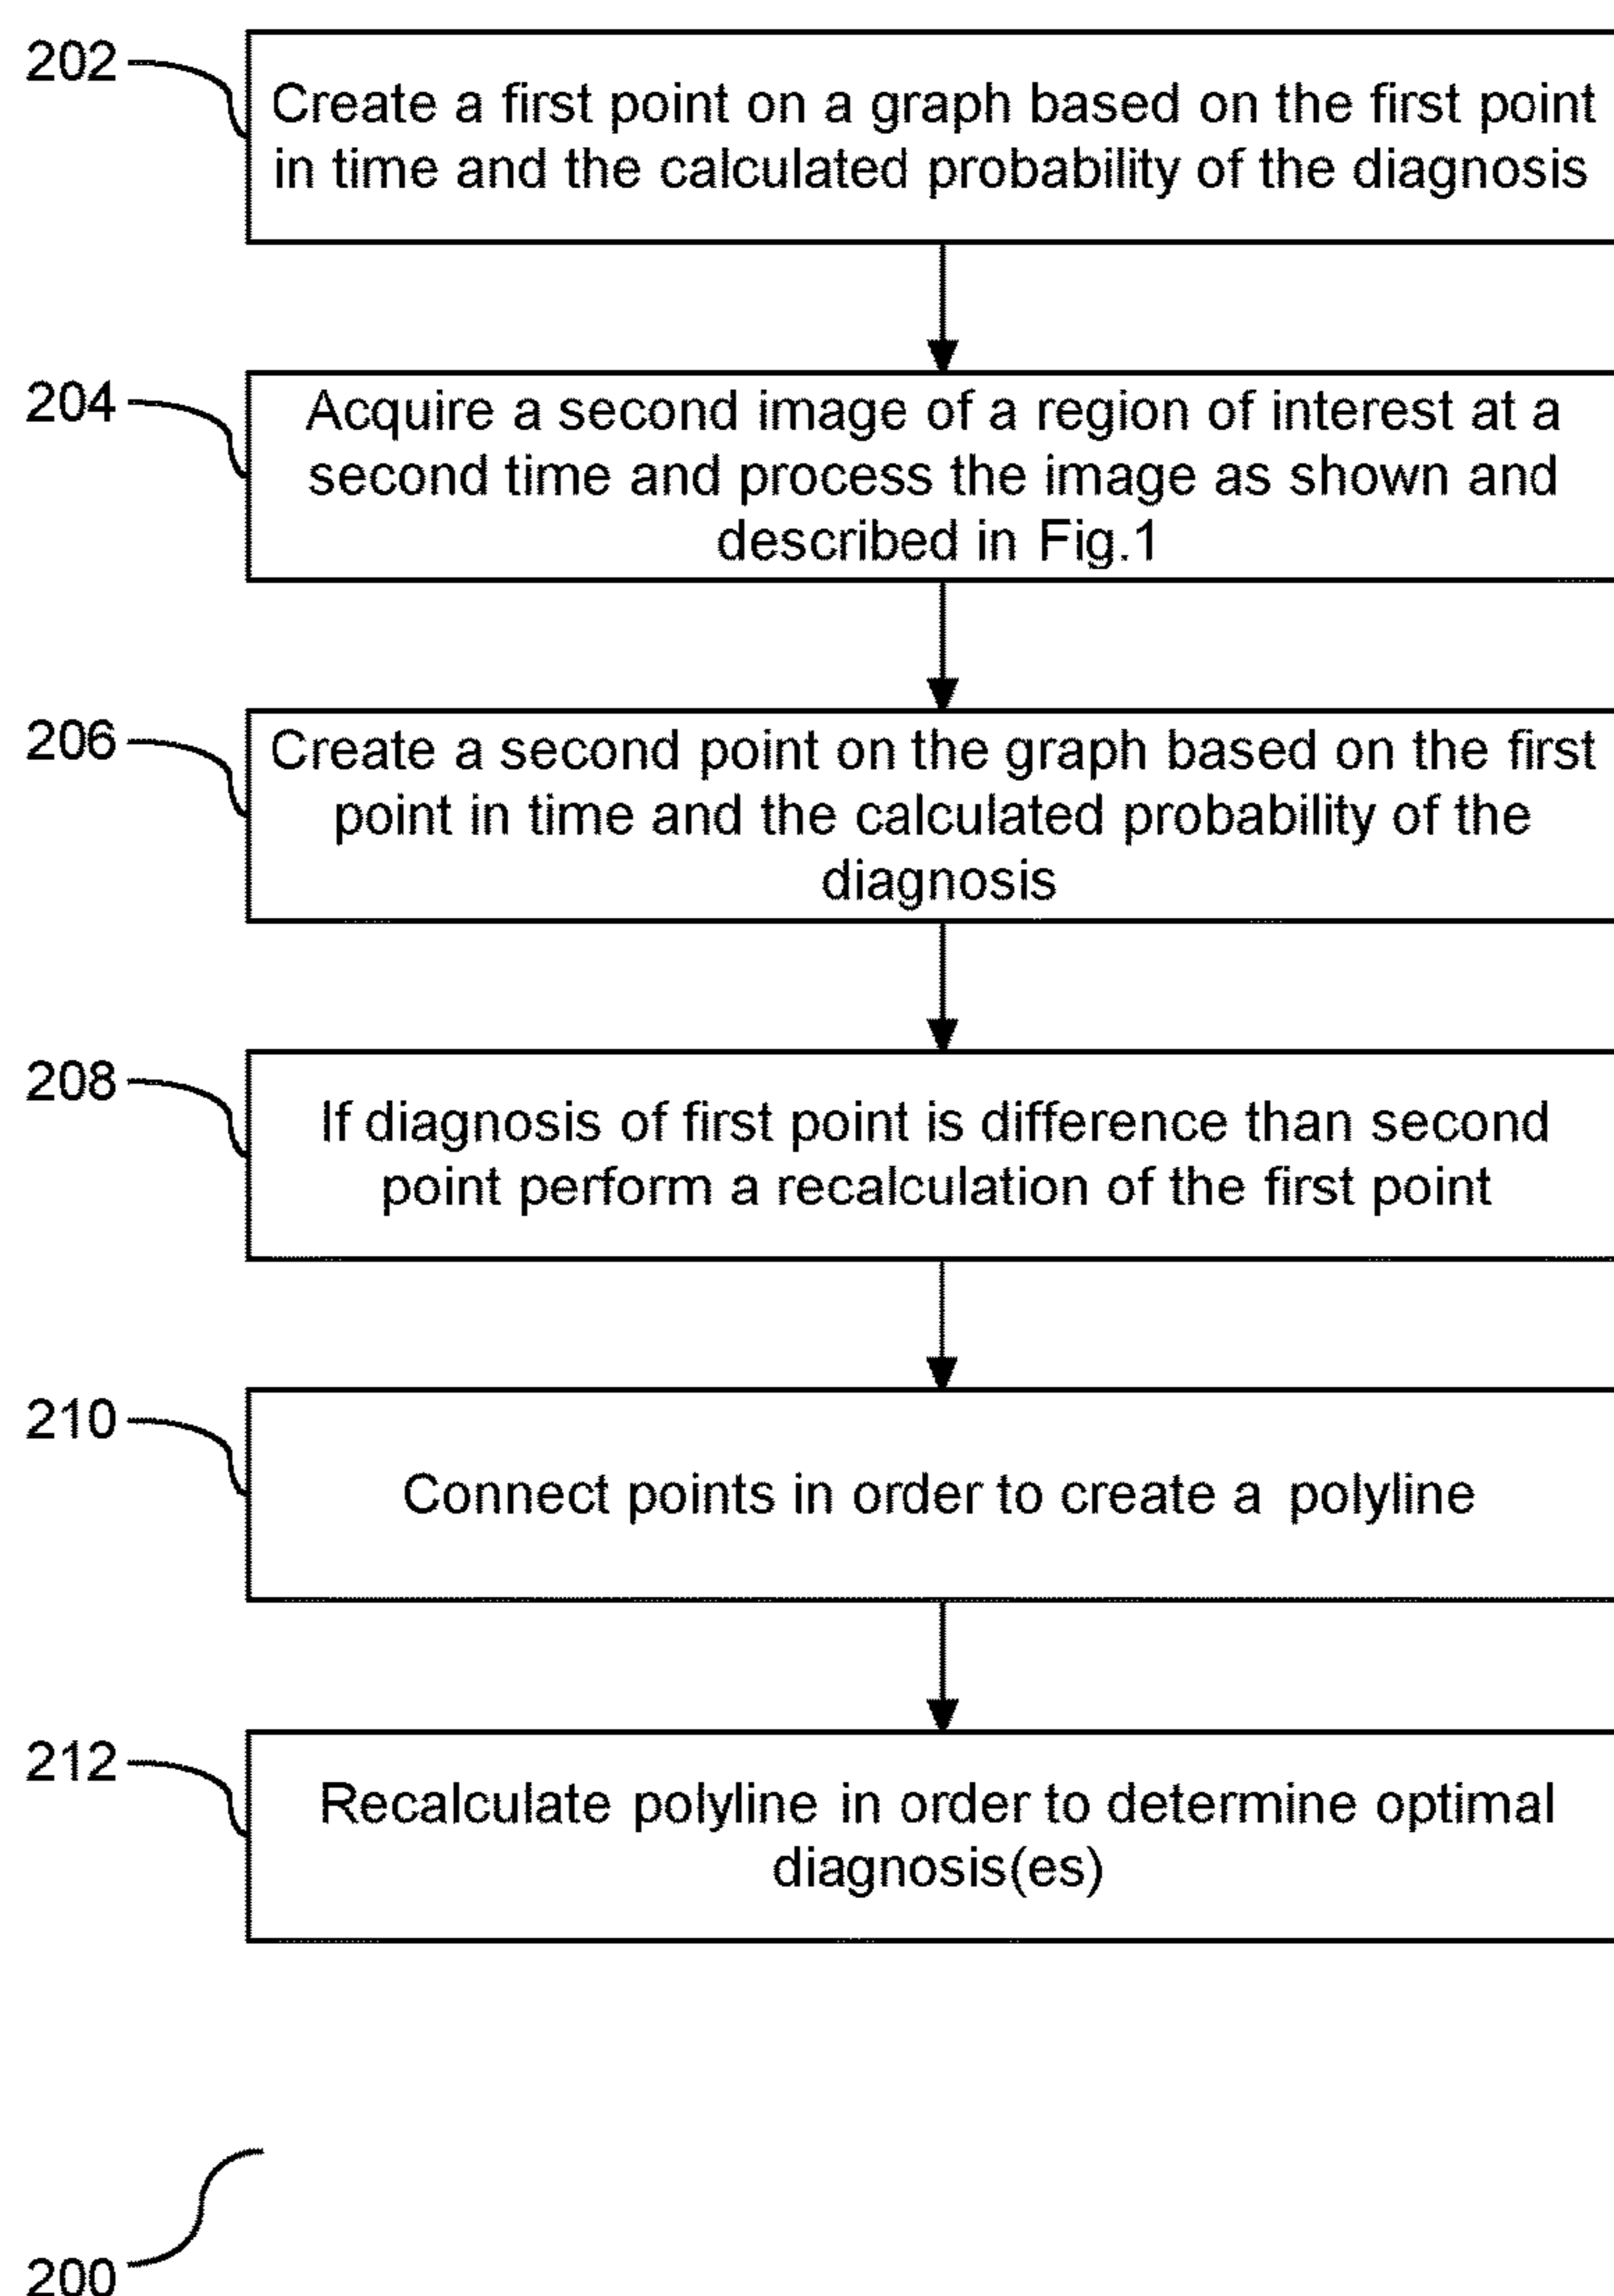 202
Create a first point on a graph based on the first point
in time and the calculated probability of the diagnosis
204
Acquire a second image of a region of interest at a
second time and process the image as shown and
described in Fig.1
206
Create a second point on the graph based on the first
point in time and the calculated probability of the
diagnosis
208
If diagnosis of first point is difference than second
point perform a recalculation of the first point
210
Connect points in order to create a polyline
212
Recalculate polyline in order to determine optimal
diagnosis(es)
200